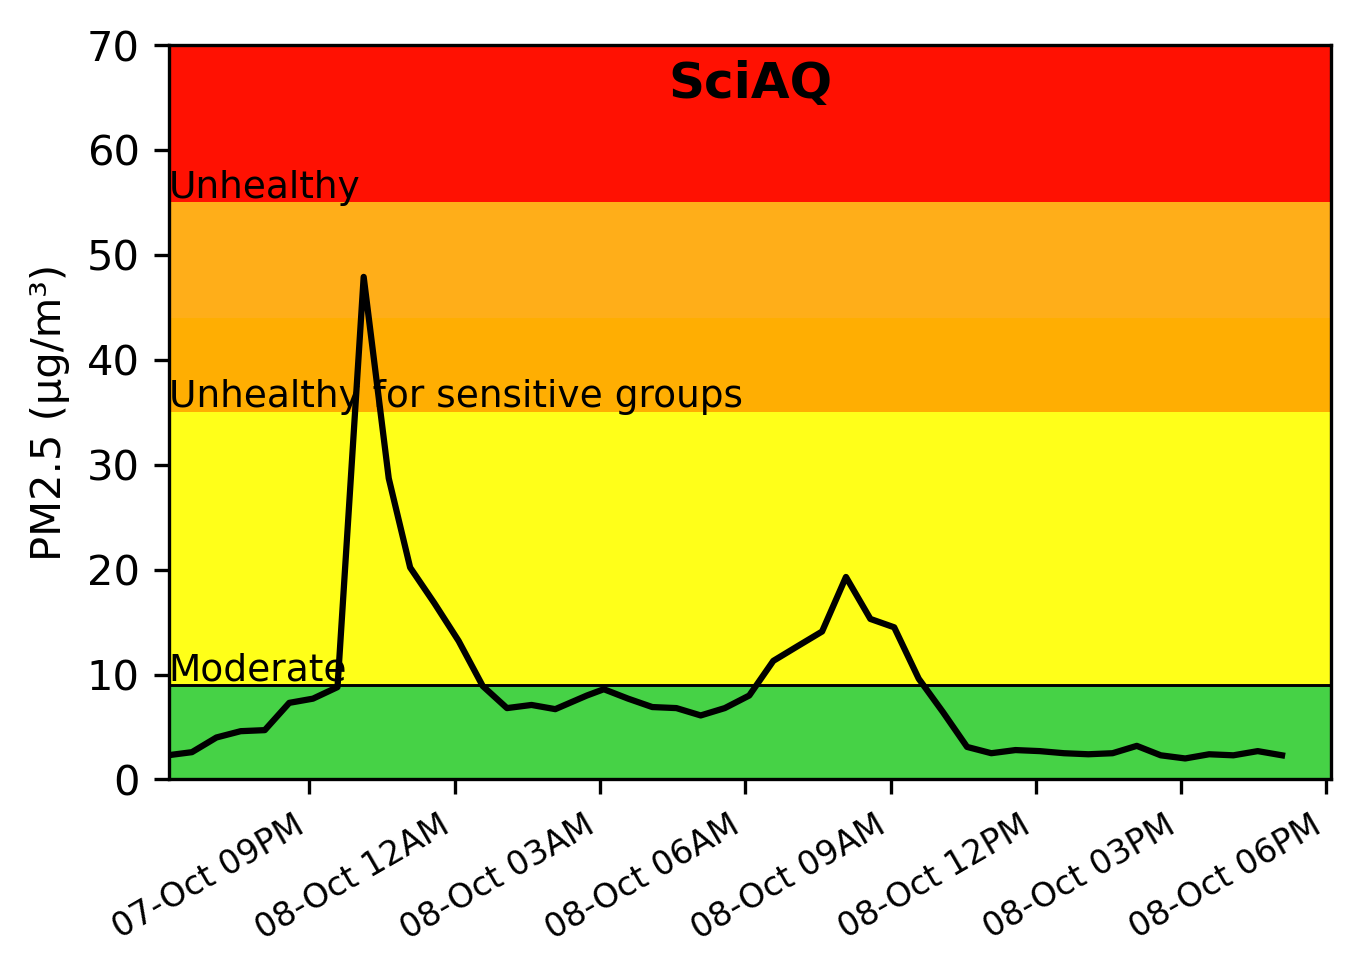 SciAQ
70
60
50
40
30
20
10
0
PM2.5 (µg/m³)
Unhealthy
Unhealthy for sensitive groups
Moderate
07-Oct 09PM
08-Oct 12AM
08-Oct 03AM
08-Oct 06AM
08-Oct 09AM
08-Oct 12PM
08-Oct 03PM
08-Oct 06PM